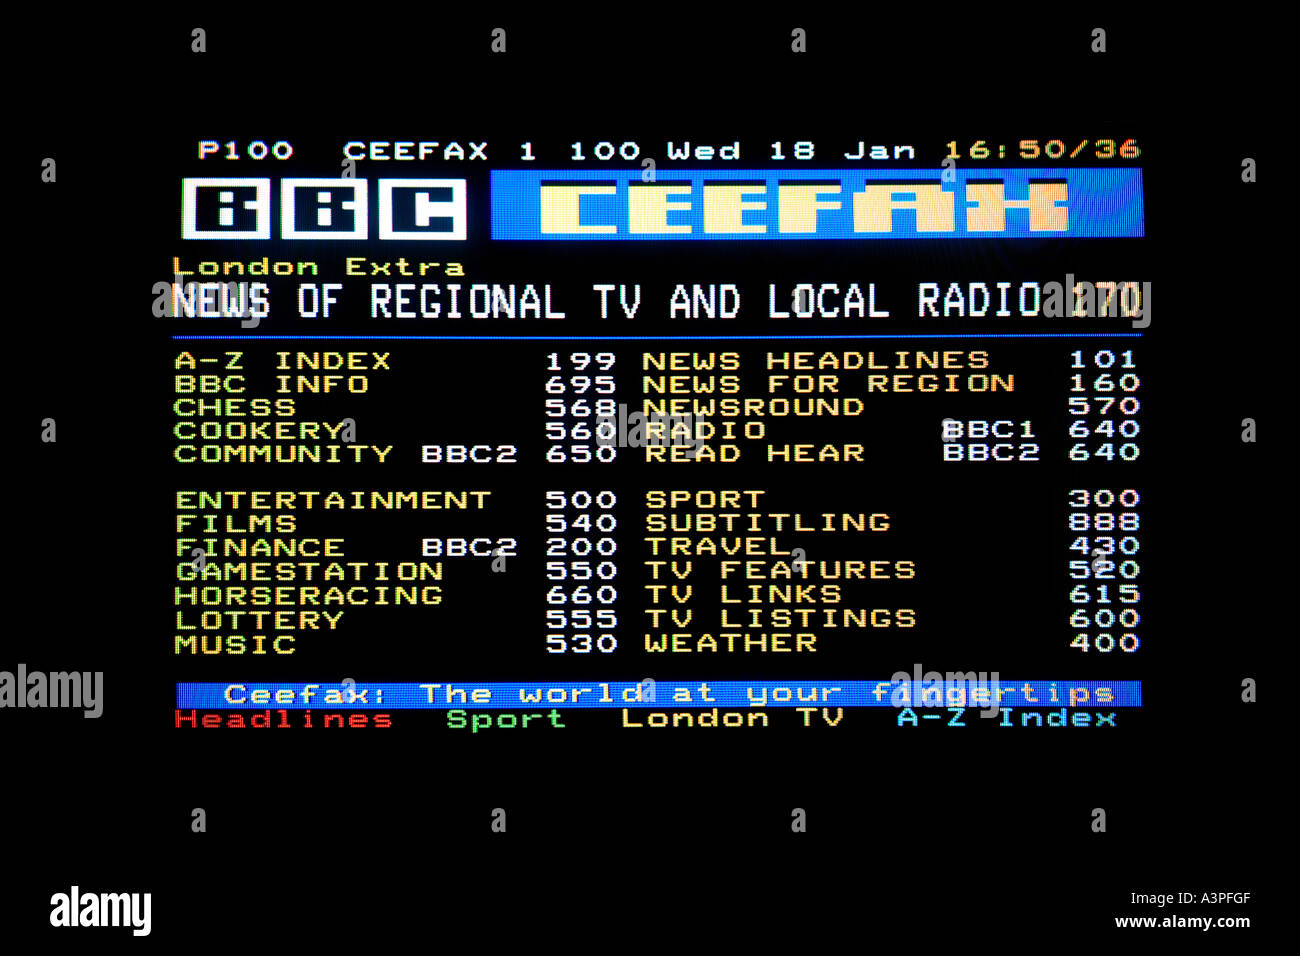 P100 CEEFAX 1 100 Wed 18 Jan 16:50/36
BBC CEEFAX
London Extra
NEWS OF REGIONAL TV AND LOCAL RADIO 170
A-Z INDEX 199 NEWS HEADLINES 101
BBC INFO 695 NEWS FOR REGION 160
CHESS 568 NEWSROUND 570
COOKERY 560 RADIO BBC1 640
COMMUNITY BBC2 650 READ HEAR BBC2 640
ENTERTAINMENT 500 SPORT 300
FILMS 540 SUBTITLING 888
FINANCE BBC2 200 TRAVEL 430
GAMESTATION 550 TV FEATURES 520
HORSERACING 660 TV LINKS 615
LOTTERY 555 TV LISTINGS 600
MUSIC 530 WEATHER 400
Ceefax: The world at your fingertips
Headlines Sport London TV A-Z Index
alamy
Image ID: A3PFGF
www.alamy.com